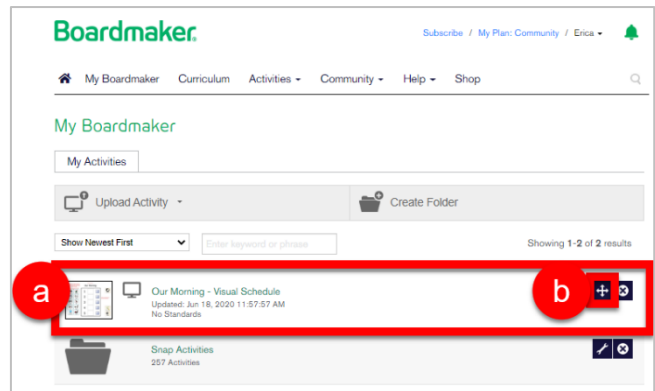 Boardmaker.
Subscribe / My Plan: Community / Erica
My Boardmaker Curriculum Activities Community Help Shop
My Boardmaker
My Activities
Upload Activity Create Folder
Show Newest First Enter keyword or phrase Showing 1-2 of 2 results
a Our Morning - Visual Schedule b
Updated: Jun 18, 2020 11:57:57 AM
No Standards
Snap Activities
257 Activities